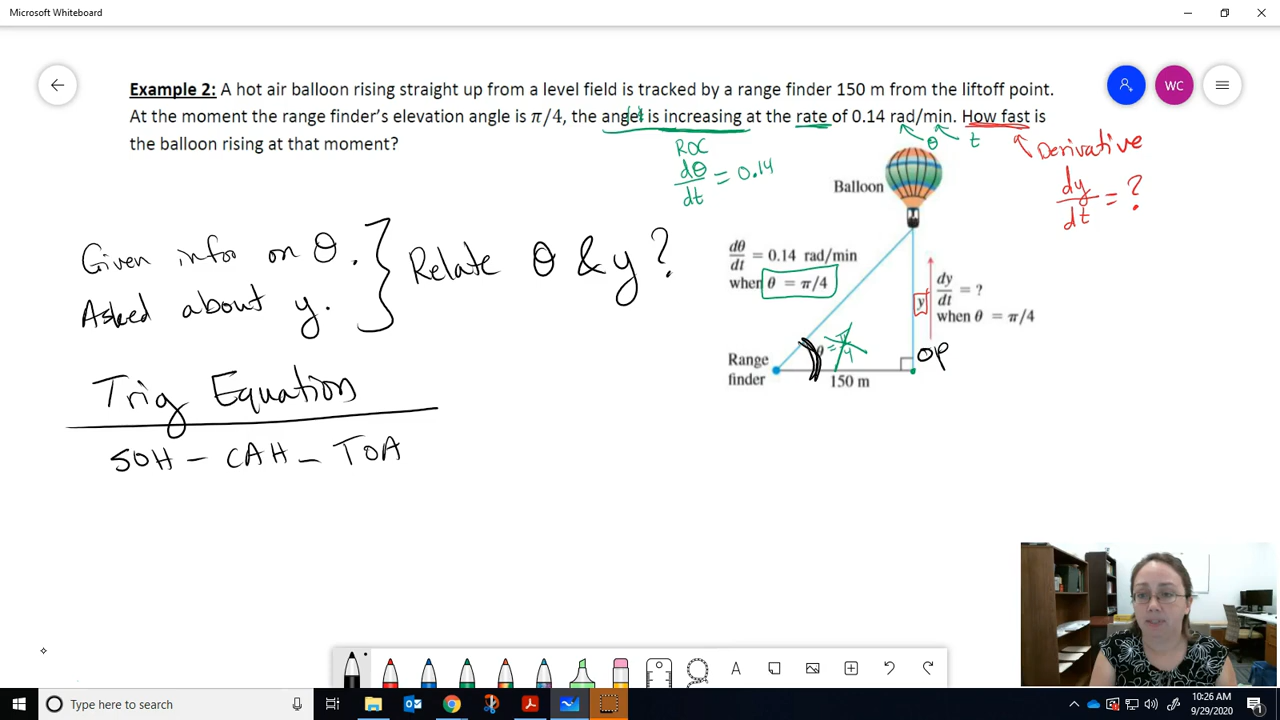 Microsoft Whiteboard
Example 2: A hot air balloon rising straight up from a level field is tracked by a range finder 150 m from the liftoff point.
At the moment the range finder's elevation angle is π/4, the angel is increasing at the rate of 0.14 rad/min. How fast is
the balloon rising at that moment?
WC
ROC
dθ/dt = 0.14
θ
t
Derivative
dy/dt = ?
Balloon
Given info on θ.
Asked about y.
Relate θ & y?
dθ/dt = 0.14 rad/min
when θ = π/4
y
dy/dt = ?
when θ = π/4
θ
= π/4
OP
Range
finder
150 m
Trig Equation
SOH - CAH - TOA
Type here to search
10:26 AM
9/29/2020